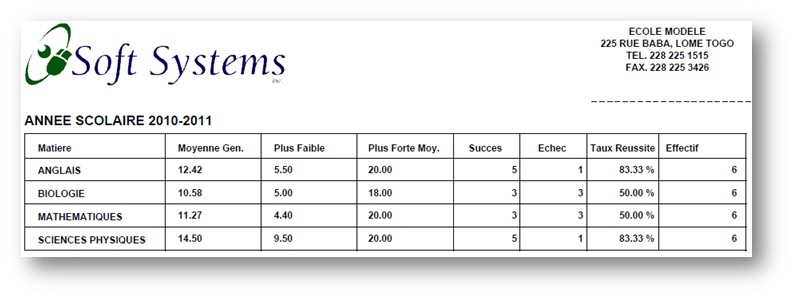 Soft Systems
INC.
ECOLE MODELE
225 RUE BABA, LOME TOGO
TEL. 228 225 1515
FAX. 228 225 3426
ANNEE SCOLAIRE 2010-2011
Matiere Moyenne Gen. Plus Faible Plus Forte Moy. Succes Echec Taux Reussite Effectif
ANGLAIS 12.42 5.50 20.00 5 1 83.33 % 6
BIOLOGIE 10.58 5.00 18.00 3 3 50.00 % 6
MATHEMATIQUES 11.27 4.40 20.00 3 3 50.00 % 6
SCIENCES PHYSIQUES 14.50 9.50 20.00 5 1 83.33 % 6